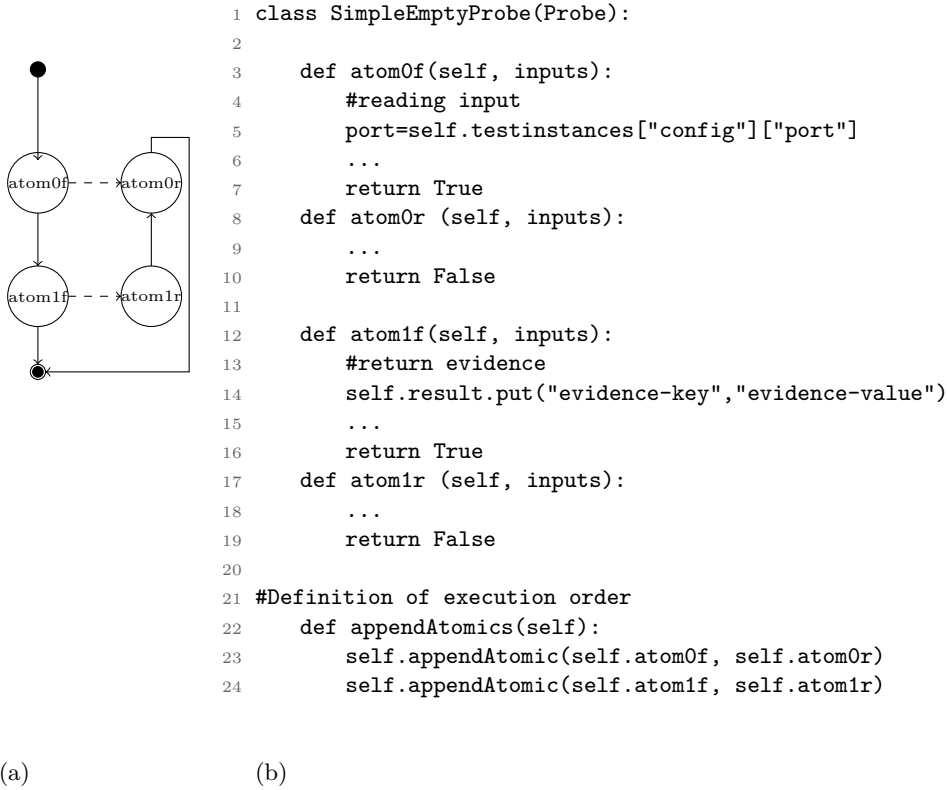 atom0f
atom0r
atom1f
atom1r
1 class SimpleEmptyProbe(Probe):
2
3     def atom0f(self, inputs):
4         #reading input
5         port=self.testinstances["config"]["port"]
6         ...
7         return True
8     def atom0r (self, inputs):
9         ...
10         return False
11
12     def atom1f(self, inputs):
13         #return evidence
14         self.result.put("evidence-key","evidence-value")
15         ...
16         return True
17     def atom1r (self, inputs):
18         ...
19         return False
20
21 #Definition of execution order
22     def appendAtomics(self):
23         self.appendAtomic(self.atom0f, self.atom0r)
24         self.appendAtomic(self.atom1f, self.atom1r)
(a)
(b)